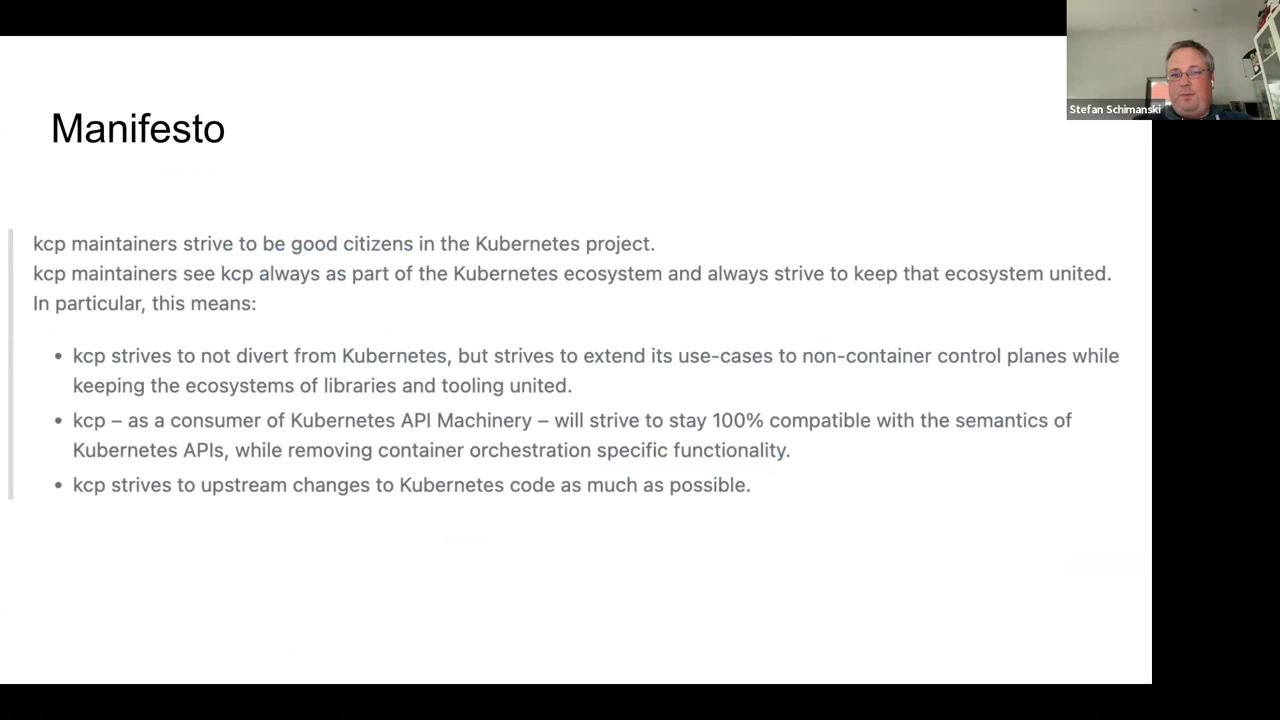 Stefan Schimanski
Manifesto
kcp maintainers strive to be good citizens in the Kubernetes project.
kcp maintainers see kcp always as part of the Kubernetes ecosystem and always strive to keep that ecosystem united.
In particular, this means:
• kcp strives to not divert from Kubernetes, but strives to extend its use-cases to non-container control planes while
keeping the ecosystems of libraries and tooling united.
• kcp – as a consumer of Kubernetes API Machinery – will strive to stay 100% compatible with the semantics of
Kubernetes APIs, while removing container orchestration specific functionality.
• kcp strives to upstream changes to Kubernetes code as much as possible.